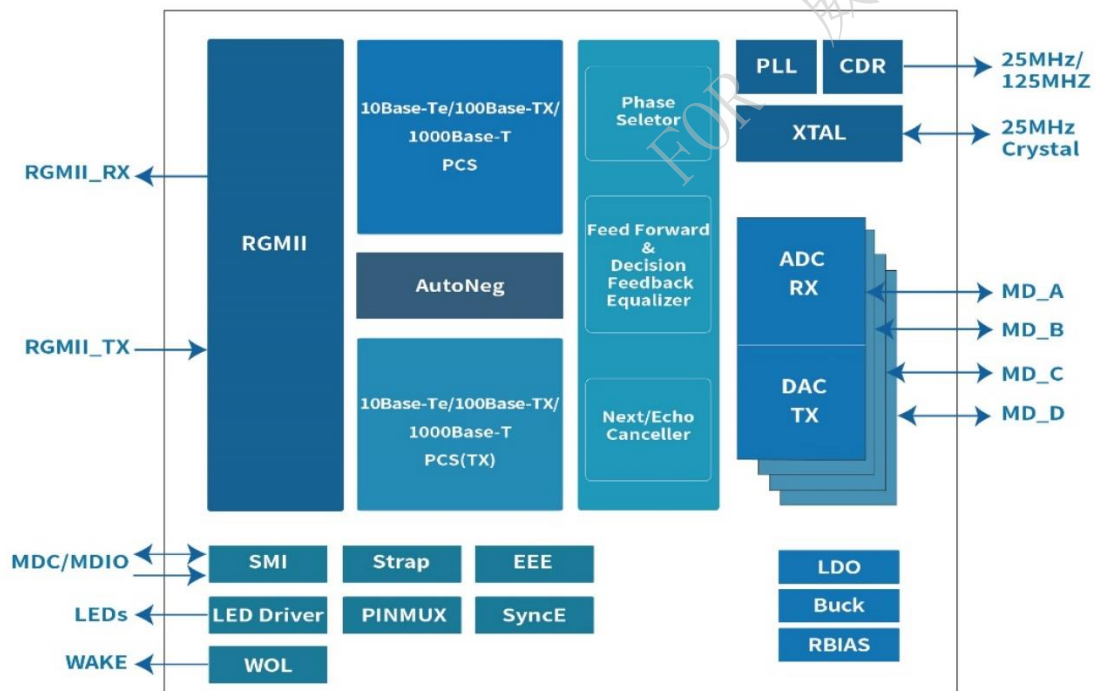 RGMII_RX
RGMII_TX
RGMII
10Base-Te/100Base-TX/
1000Base-T
PCS
AutoNeg
10Base-Te/100Base-TX/
1000Base-T
PCS(TX)
Phase
Seletor
Feed Forward
&
Decision
Feedback
Equalizer
Next/Echo
Canceller
PLL
CDR
25MHz/
125MHZ
XTAL
25MHz
Crystal
ADC
RX
DAC
TX
MD_A
MD_B
MD_C
MD_D
MDC/MDIO
SMI
Strap
EEE
LEDs
LED Driver
PINMUX
SyncE
WAKE
WOL
LDO
Buck
RBIAS
FOR